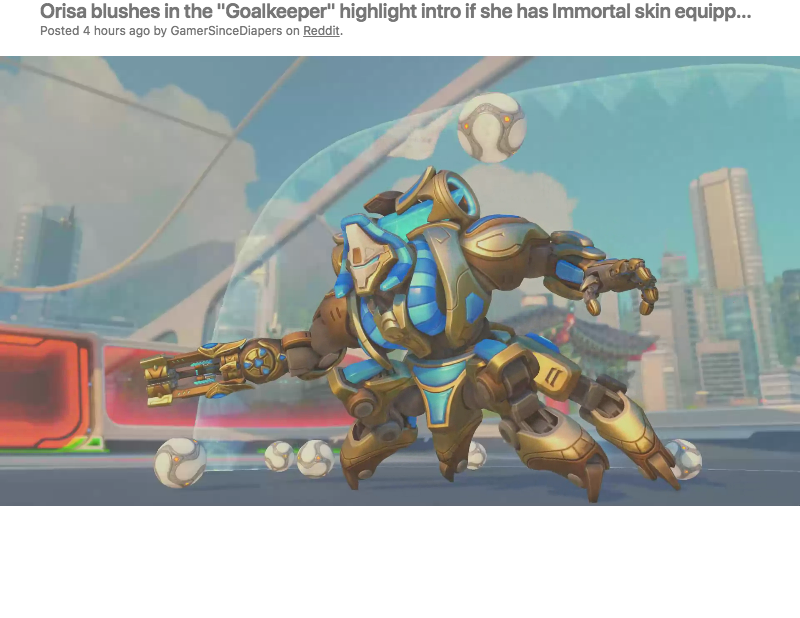 Orisa blushes in the "Goalkeeper" highlight intro if she has Immortal skin equipp...
Posted 4 hours ago by GamerSinceDiapers on Reddit.